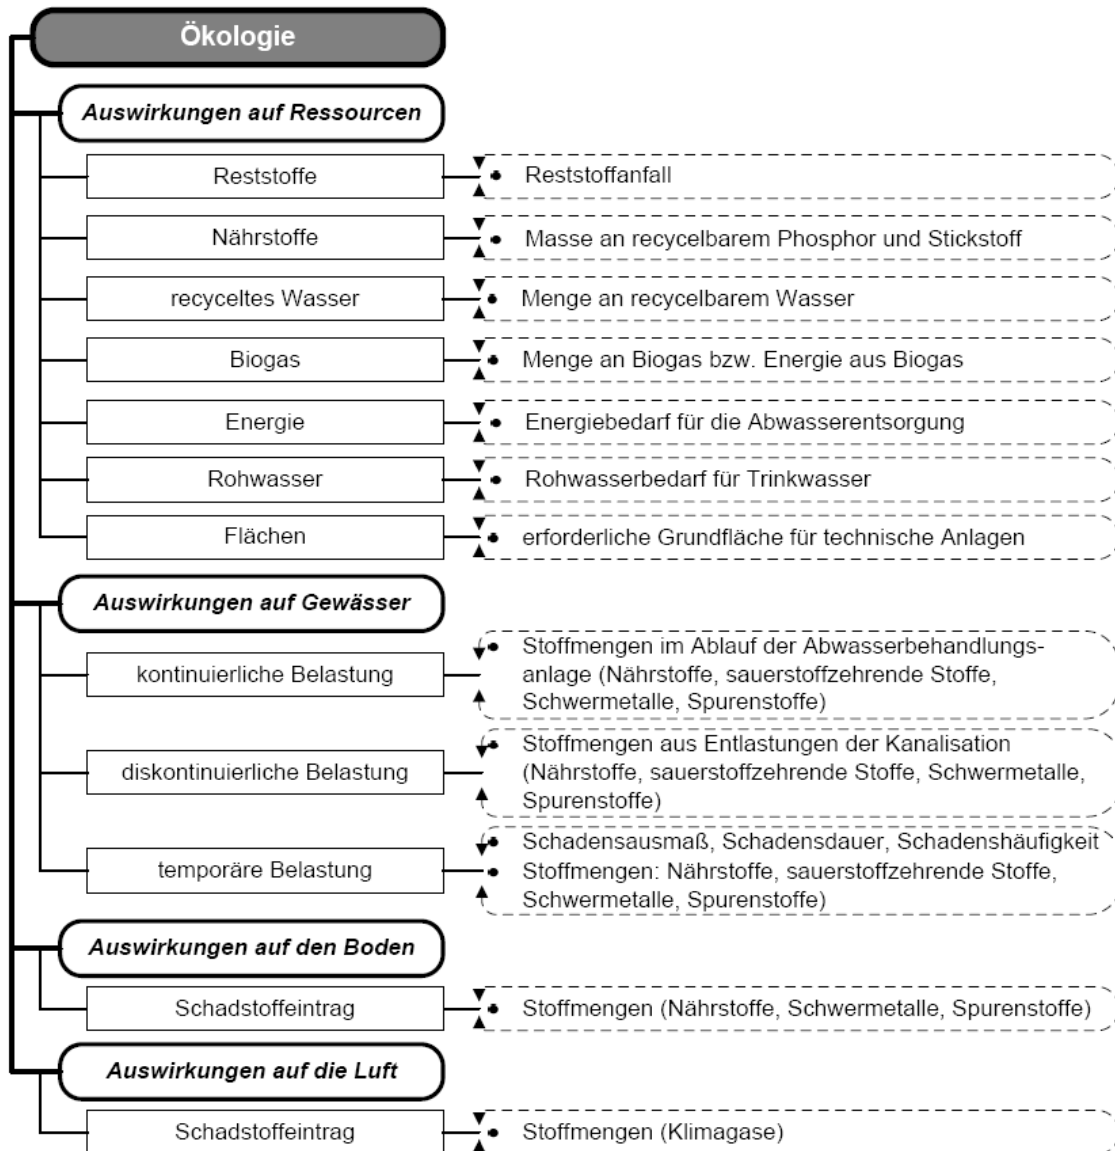 Ökologie
Auswirkungen auf Ressourcen
Reststoffe
• Reststoffanfall
Nährstoffe
• Masse an recycelbarem Phosphor und Stickstoff
recyceltes Wasser
• Menge an recycelbarem Wasser
Biogas
• Menge an Biogas bzw. Energie aus Biogas
Energie
• Energiebedarf für die Abwasserentsorgung
Rohwasser
• Rohwasserbedarf für Trinkwasser
Flächen
• erforderliche Grundfläche für technische Anlagen
Auswirkungen auf Gewässer
kontinuierliche Belastung
• Stoffmengen im Ablauf der Abwasserbehandlungs-
anlage (Nährstoffe, sauerstoffzehrende Stoffe,
Schwermetalle, Spurenstoffe)
diskontinuierliche Belastung
• Stoffmengen aus Entlastungen der Kanalisation
(Nährstoffe, sauerstoffzehrende Stoffe, Schwermetalle,
Spurenstoffe)
temporäre Belastung
• Schadensausmaß, Schadensdauer, Schadenshäufigkeit
• Stoffmengen: Nährstoffe, sauerstoffzehrende Stoffe,
Schwermetalle, Spurenstoffe)
Auswirkungen auf den Boden
Schadstoffeintrag
• Stoffmengen (Nährstoffe, Schwermetalle, Spurenstoffe)
Auswirkungen auf die Luft
Schadstoffeintrag
• Stoffmengen (Klimagase)